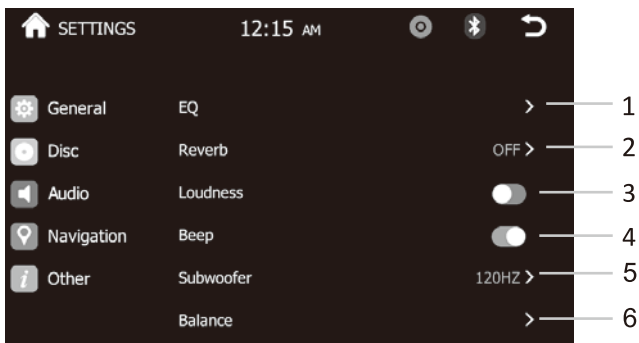 SETTINGS 12:15 AM
General EQ > 1
Disc Reverb OFF > 2
Audio Loudness 3
Navigation Beep 4
i Other Subwoofer 120HZ > 5
Balance > 6